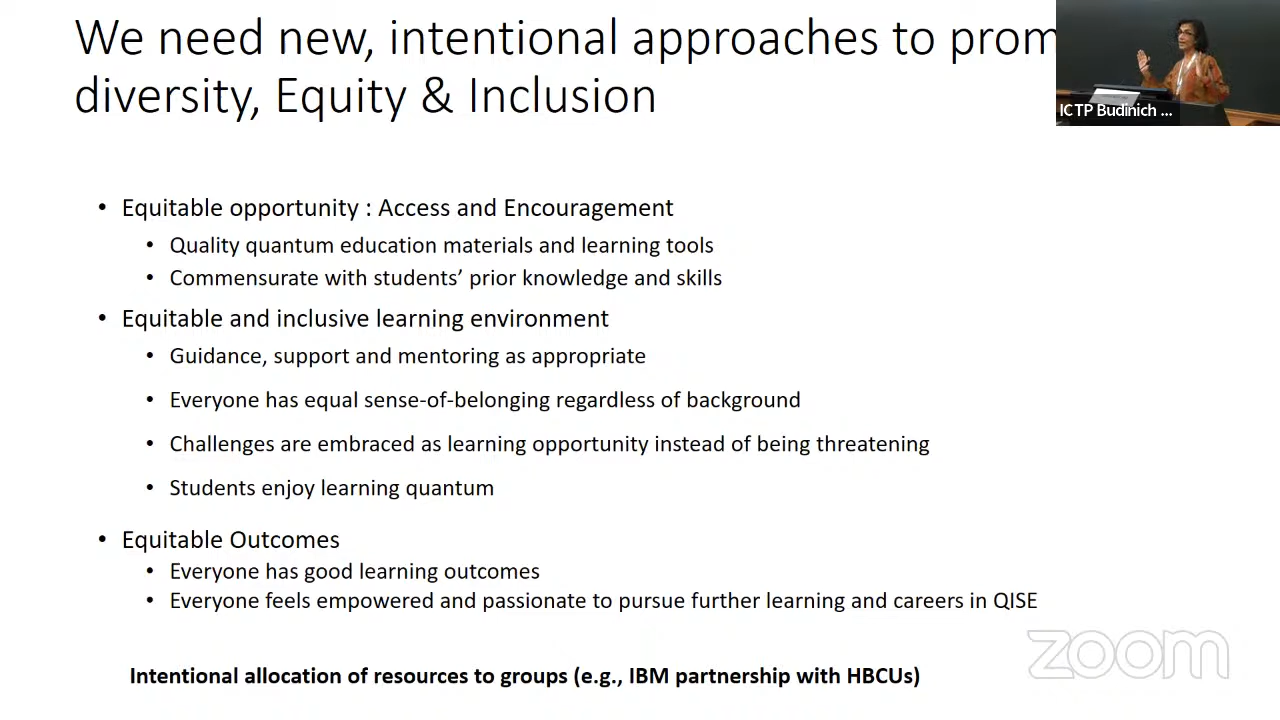 We need new, intentional approaches to prom
diversity, Equity & Inclusion
ICTP Budinich ...
• Equitable opportunity : Access and Encouragement
• Quality quantum education materials and learning tools
• Commensurate with students’ prior knowledge and skills
• Equitable and inclusive learning environment
• Guidance, support and mentoring as appropriate
• Everyone has equal sense-of-belonging regardless of background
• Challenges are embraced as learning opportunity instead of being threatening
• Students enjoy learning quantum
• Equitable Outcomes
• Everyone has good learning outcomes
• Everyone feels empowered and passionate to pursue further learning and careers in QISE
Intentional allocation of resources to groups (e.g., IBM partnership with HBCUs)
zoom